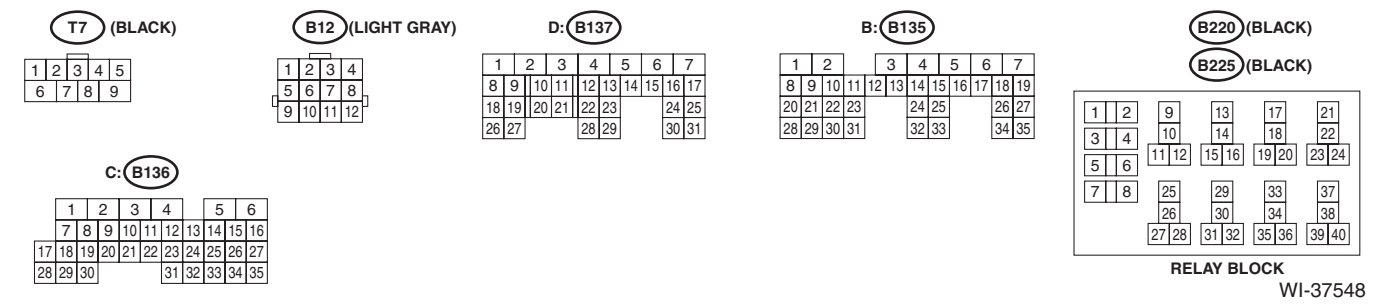 T7 (BLACK)
1 2 3 4 5
6 7 8 9
B12 (LIGHT GRAY)
1 2 3 4
5 6 7 8
9 10 11 12
D: B137
1 2 3 4 5 6 7
8 9 10 11 12 13 14 15 16 17
18 19 20 21 22 23 24 25
26 27 28 29 30 31
B: B135
1 2 3 4 5 6 7
8 9 10 11 12 13 14 15 16 17 18 19
20 21 22 23 24 25 26 27
28 29 30 31 32 33 34 35
B220 (BLACK)
B225 (BLACK)
1 2 9 13 17 21
3 4 10 14 18 22
11 12 15 16 19 20 23 24
5 6
7 8 25 29 33 37
26 30 34 38
27 28 31 32 35 36 39 40
RELAY BLOCK
C: B136
1 2 3 4 5 6
7 8 9 10 11 12 13 14 15 16
17 18 19 20 21 22 23 24 25 26 27
28 29 30 31 32 33 34 35
WI-37548